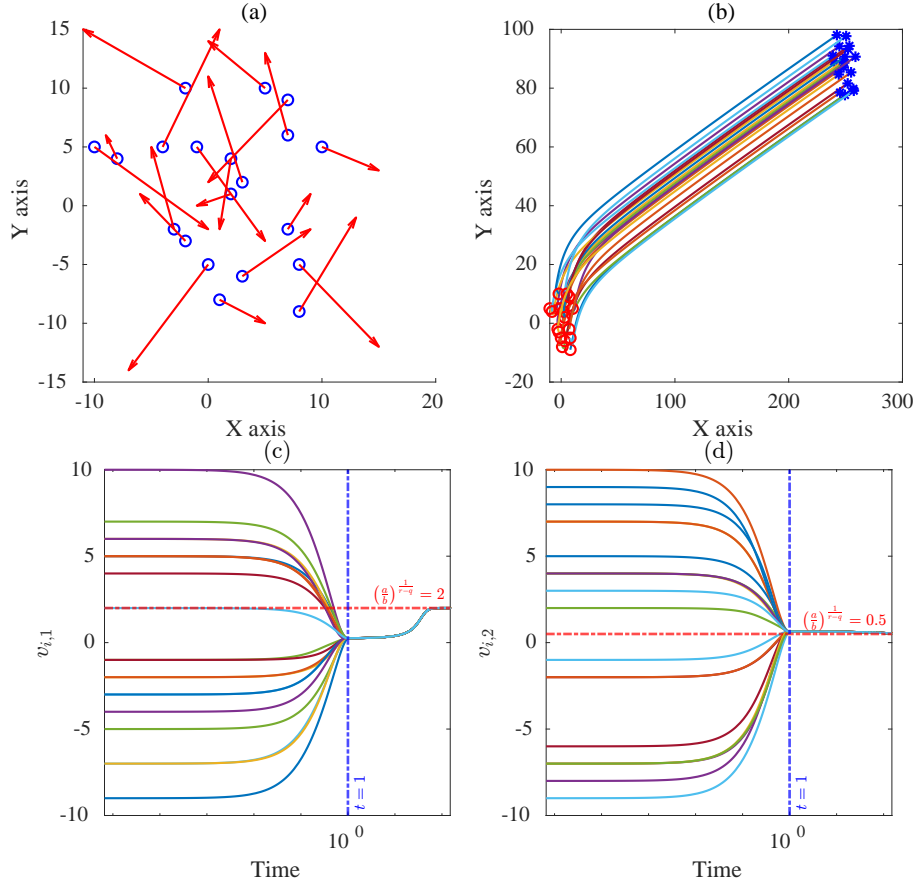 (a)
15
10
5
0
-5
-10
-15
Y axis
-10
0
10
20
X axis
(b)
100
80
60
40
20
0
-20
Y axis
0
100
200
300
X axis
(c)
10
5
0
-5
-10
v_{i,1}
(a/b)^{1/(r-q)} = 2
t = 1
10^0
Time
(d)
10
5
0
-5
-10
v_{i,2}
(a/b)^{1/(r-q)} = 0.5
t = 1
10^0
Time